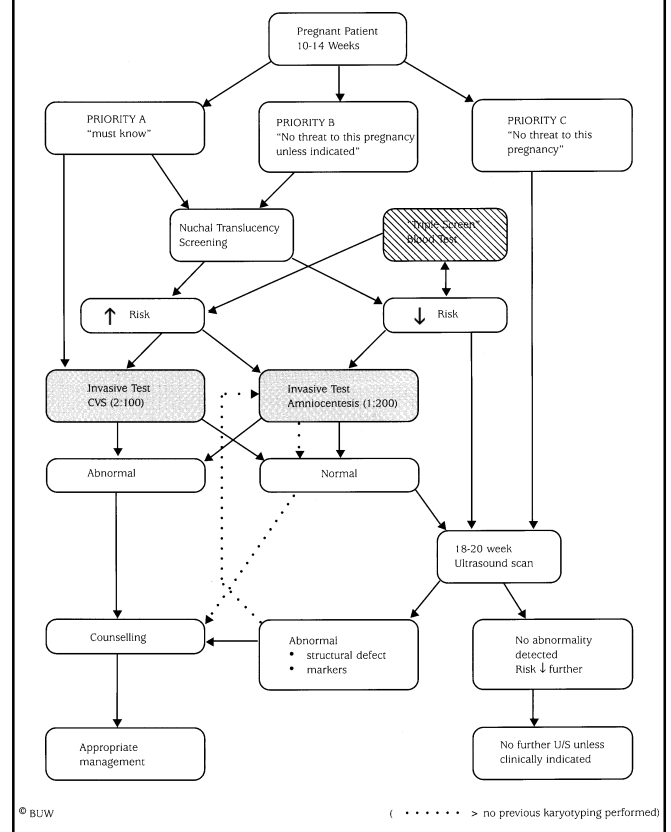 Pregnant Patient
10-14 Weeks
PRIORITY A
“must know”
PRIORITY B
“No threat to this pregnancy
unless indicated”
PRIORITY C
“No threat to this
pregnancy”
Nuchal Translucency
Screening
“Triple Screen”
Blood Test
↑ Risk
↓ Risk
Invasive Test
CVS (2:100)
Invasive Test
Amniocentesis (1:200)
Abnormal
Normal
18-20 week
Ultrasound scan
Counselling
Abnormal
• structural defect
• markers
No abnormality
detected
Risk ↓ further
Appropriate
management
No further U/S unless
clinically indicated
© BUW
( · · · · · · > no previous karyotyping performed)